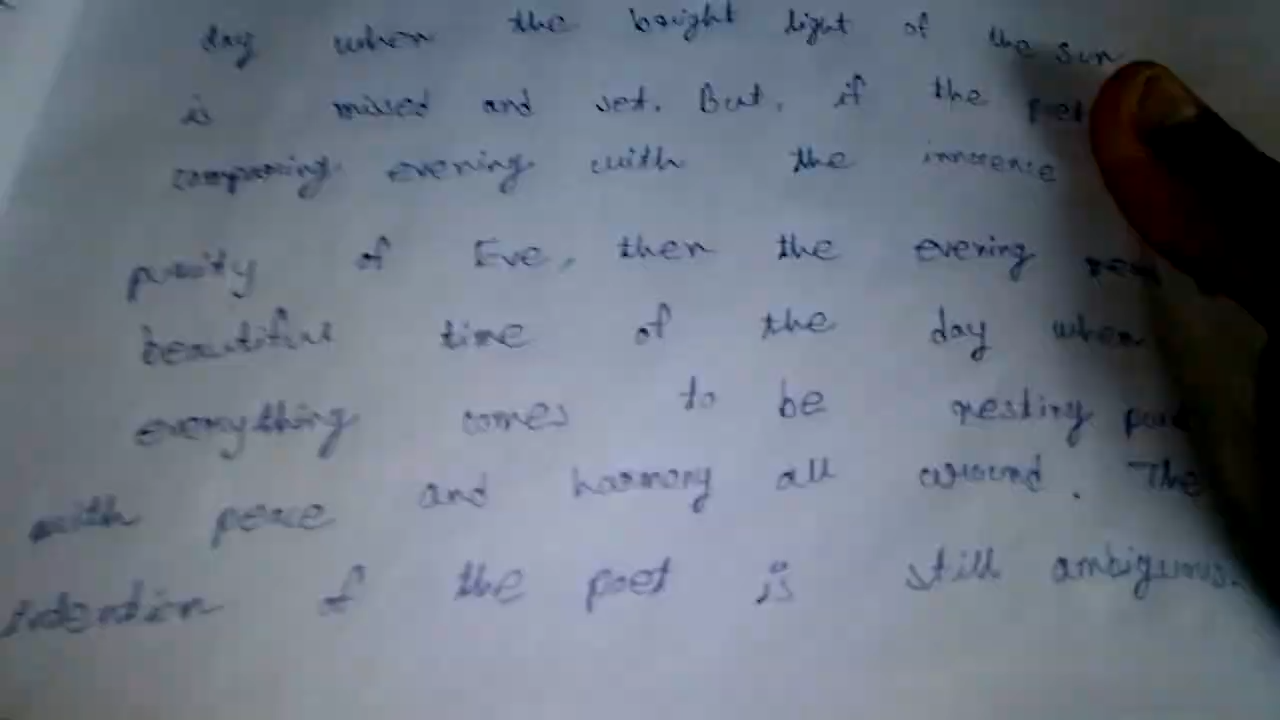 day when the bright light of the sun
is missed and set. But, if the poet
comparing evening with the innocence
purity of Eve, then the evening
beautiful time of the day when
everything comes to be resting
with peace and harmony all around. The
intention of the poet is still ambiguous.